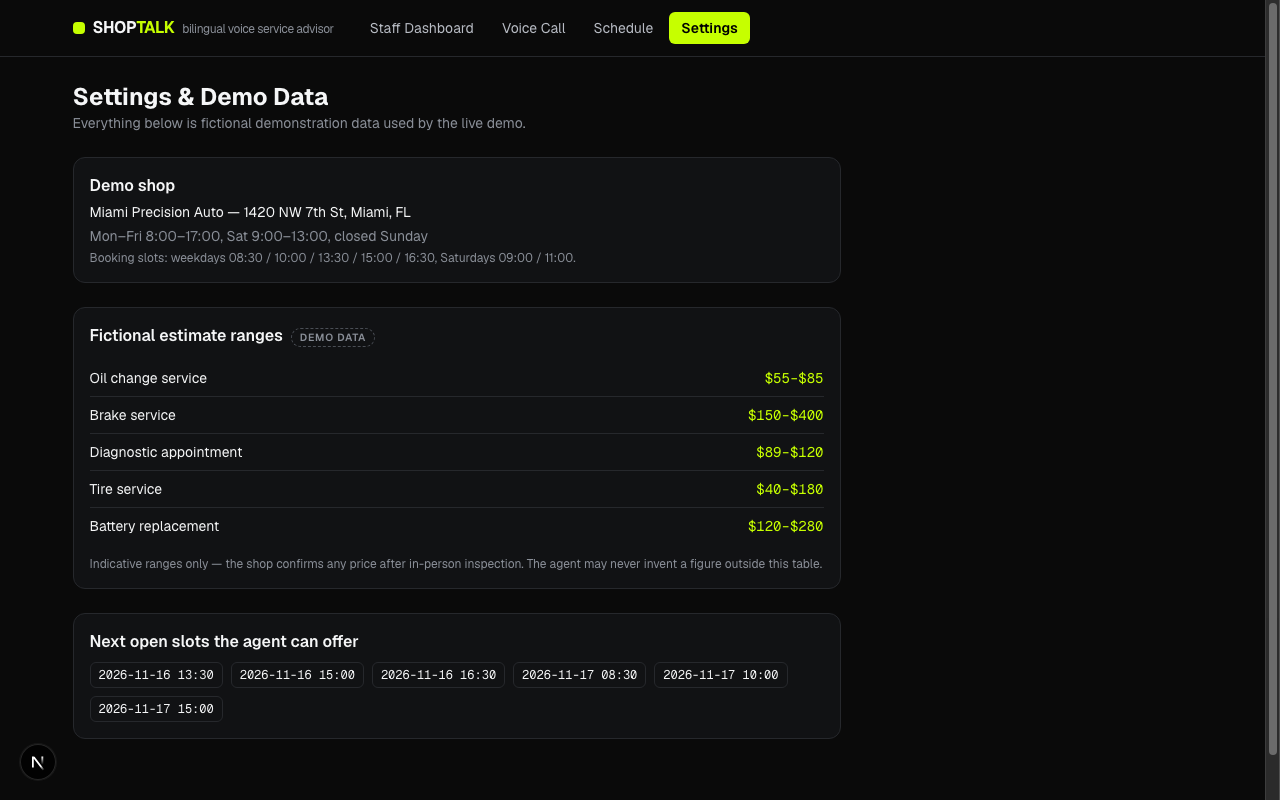 SHOPTALK bilingual voice service advisor Staff Dashboard Voice Call Schedule Settings
Settings & Demo Data
Everything below is fictional demonstration data used by the live demo.
Demo shop
Miami Precision Auto — 1420 NW 7th St, Miami, FL
Mon–Fri 8:00–17:00, Sat 9:00–13:00, closed Sunday
Booking slots: weekdays 08:30 / 10:00 / 13:30 / 15:00 / 16:30, Saturdays 09:00 / 11:00.
Fictional estimate ranges DEMO DATA
Oil change service $55–$85
Brake service $150–$400
Diagnostic appointment $89–$120
Tire service $40–$180
Battery replacement $120–$280
Indicative ranges only — the shop confirms any price after in-person inspection. The agent may never invent a figure outside this table.
Next open slots the agent can offer
2026-11-16 13:30 2026-11-16 15:00 2026-11-16 16:30 2026-11-17 08:30 2026-11-17 10:00
2026-11-17 15:00
N